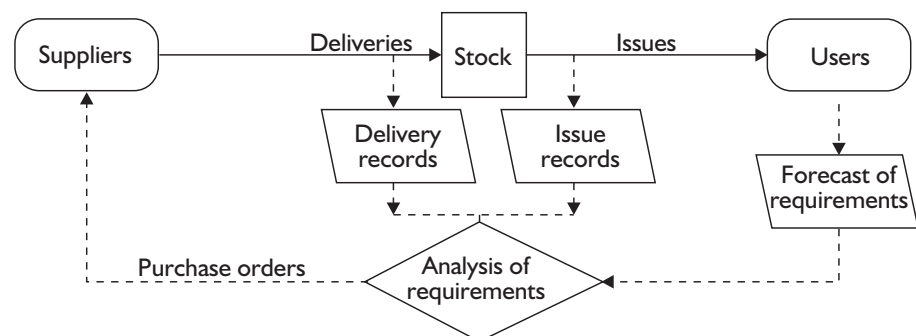 Suppliers
Deliveries
Stock
Issues
Users
Delivery
records
Issue
records
Forecast of
requirements
Purchase orders
Analysis of
requirements